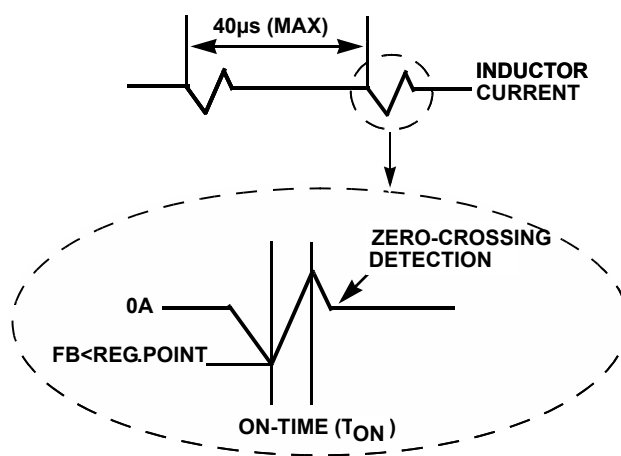 40µs (MAX)
INDUCTOR
CURRENT
ZERO-CROSSING
DETECTION
0A
FB<REG.POINT
ON-TIME (TON)